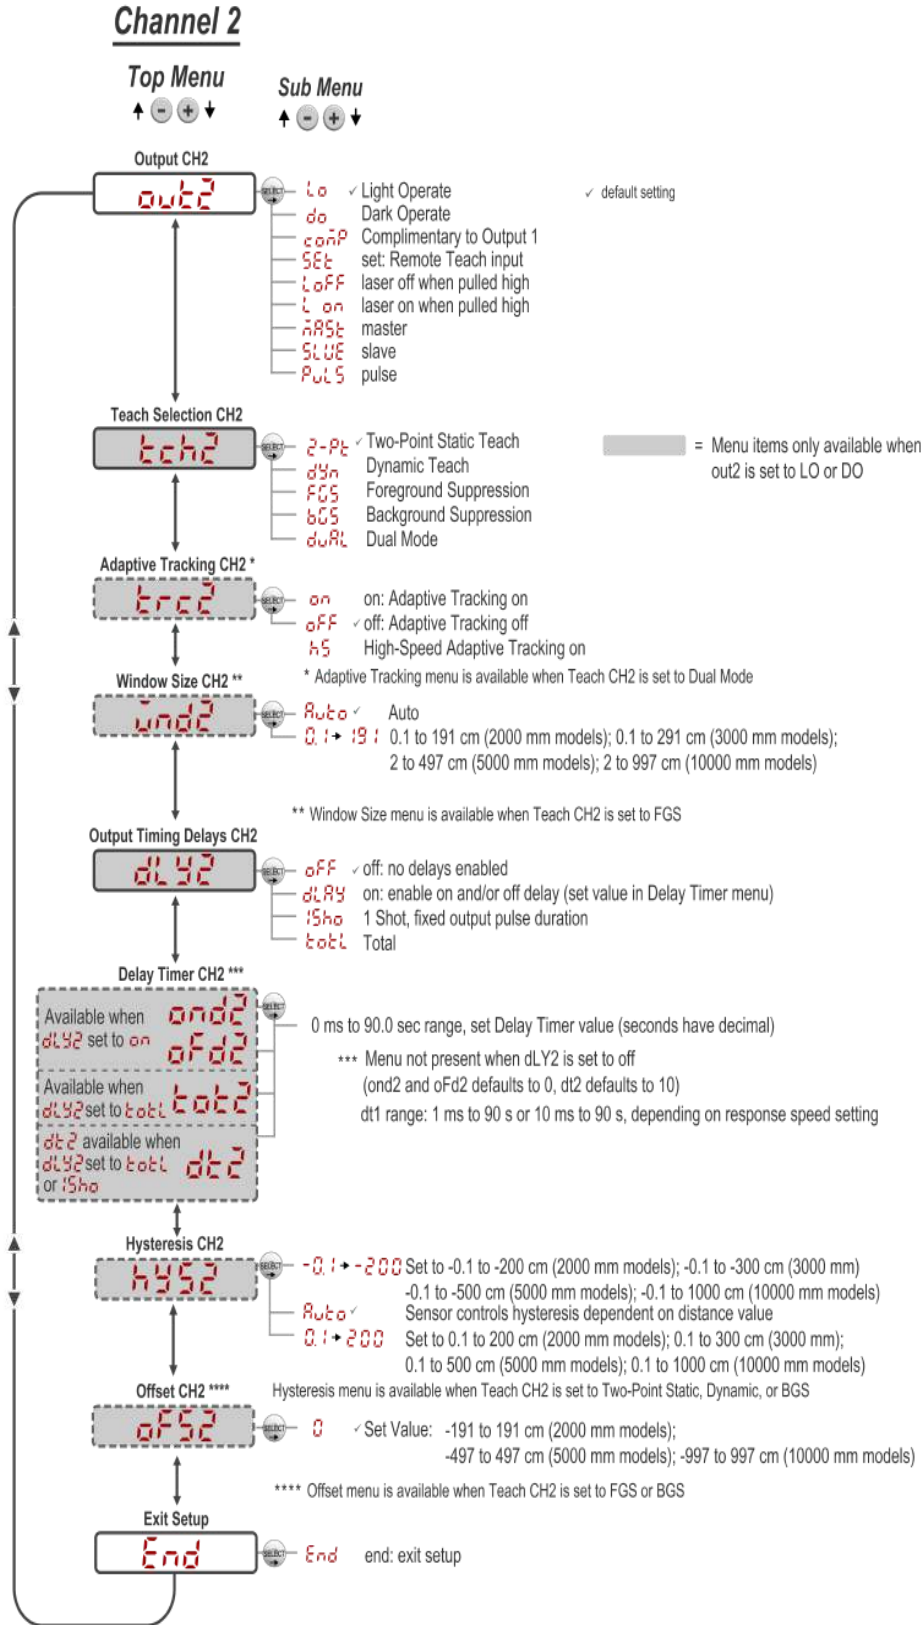 Channel 2
Top Menu
Sub Menu
Output CH2
out2
SELECT
Lo ✓ Light Operate
✓ default setting
do Dark Operate
comP Complimentary to Output 1
SEt set: Remote Teach input
LoFF laser off when pulled high
L on laser on when pulled high
mASt master
SLVE slave
PuLS pulse
Teach Selection CH2
tch2
SELECT
2-Pt ✓ Two-Point Static Teach
dyn Dynamic Teach
FGS Foreground Suppression
bGS Background Suppression
duAL Dual Mode
= Menu items only available when
out2 is set to LO or DO
Adaptive Tracking CH2 *
trc2
SELECT
on on: Adaptive Tracking on
oFF ✓ off: Adaptive Tracking off
hS High-Speed Adaptive Tracking on
* Adaptive Tracking menu is available when Teach CH2 is set to Dual Mode
Window Size CH2 **
wnd2
SELECT
Auto ✓ Auto
0.1 → 191 0.1 to 191 cm (2000 mm models); 0.1 to 291 cm (3000 mm models);
2 to 497 cm (5000 mm models); 2 to 997 cm (10000 mm models)
** Window Size menu is available when Teach CH2 is set to FGS
Output Timing Delays CH2
dLY2
SELECT
oFF ✓ off: no delays enabled
dLAY on: enable on and/or off delay (set value in Delay Timer menu)
1Sho 1 Shot, fixed output pulse duration
totL Total
Delay Timer CH2 ***
Available when
dLY2 set to on
ond2
oFd2
SELECT
0 ms to 90.0 sec range, set Delay Timer value (seconds have decimal)
*** Menu not present when dLY2 is set to off
(ond2 and oFd2 defaults to 0, dt2 defaults to 10)
dt1 range: 1 ms to 90 s or 10 ms to 90 s, depending on response speed setting
Available when
dLY2 set to totL
tot2
dt2 available when
dLY2 set to totL
or 1Sho
dt2
Hysteresis CH2
hYS2
SELECT
-0.1 → -200 Set to -0.1 to -200 cm (2000 mm models); -0.1 to -300 cm (3000 mm)
-0.1 to -500 cm (5000 mm models); -0.1 to 1000 cm (10000 mm models)
Auto ✓ Sensor controls hysteresis dependent on distance value
0.1 → 200 Set to 0.1 to 200 cm (2000 mm models); 0.1 to 300 cm (3000 mm);
0.1 to 500 cm (5000 mm models); 0.1 to 1000 cm (10000 mm models)
Hysteresis menu is available when Teach CH2 is set to Two-Point Static, Dynamic, or BGS
Offset CH2 ****
oFS2
SELECT
0 ✓ Set Value: -191 to 191 cm (2000 mm models);
-497 to 497 cm (5000 mm models); -997 to 997 cm (10000 mm models)
**** Offset menu is available when Teach CH2 is set to FGS or BGS
Exit Setup
End
SELECT
End end: exit setup